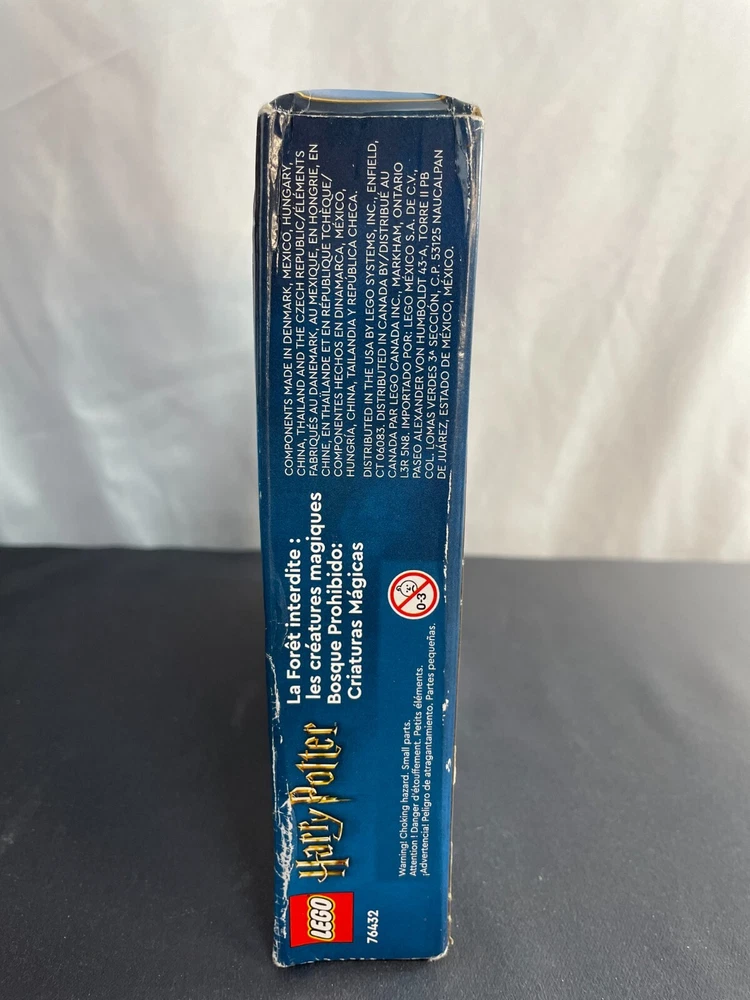 LEGO
Harry Potter
76432
La Forêt interdite :
les créatures magiques
Bosque Prohibido:
Criaturas Mágicas
Warning! Choking hazard. Small parts.
Attention ! Danger d'étouffement. Petits éléments.
¡Advertencia! Peligro de atragantamiento. Partes pequeñas.
0-3
COMPONENTS MADE IN DENMARK, MEXICO, HUNGARY,
CHINA, THAILAND AND THE CZECH REPUBLIC/ÉLÉMENTS
FABRIQUÉS AU DANEMARK, AU MEXIQUE, EN HONGRIE, EN
CHINE, EN THAÏLANDE ET EN RÉPUBLIQUE TCHÈQUE/
COMPONENTES HECHOS EN DINAMARCA, MÉXICO,
HUNGRÍA, CHINA, TAILANDIA Y REPÚBLICA CHECA.
DISTRIBUTED IN THE USA BY LEGO SYSTEMS, INC., ENFIELD,
CT 06083. DISTRIBUTED IN CANADA BY/DISTRIBUÉ AU
CANADA PAR LEGO CANADA INC., MARKHAM, ONTARIO
L3R 5N8. IMPORTADO POR: LEGO MÉXICO S.A. DE C.V.,
PASEO ALEXANDER VON HUMBOLDT 43-A, TORRE II PB
COL. LOMAS VERDES 3ª SECCIÓN, C.P. 53125 NAUCALPAN
DE JUÁREZ, ESTADO DE MÉXICO, MÉXICO.